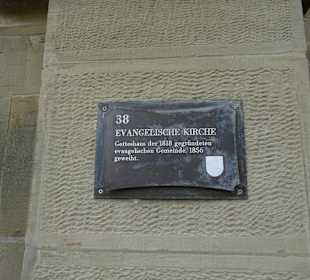 38
EVANGELISCHE KIRCHE
Gotteshaus der 1818 gegründeten
evangelischen Gemeinde, 1856
geweiht.